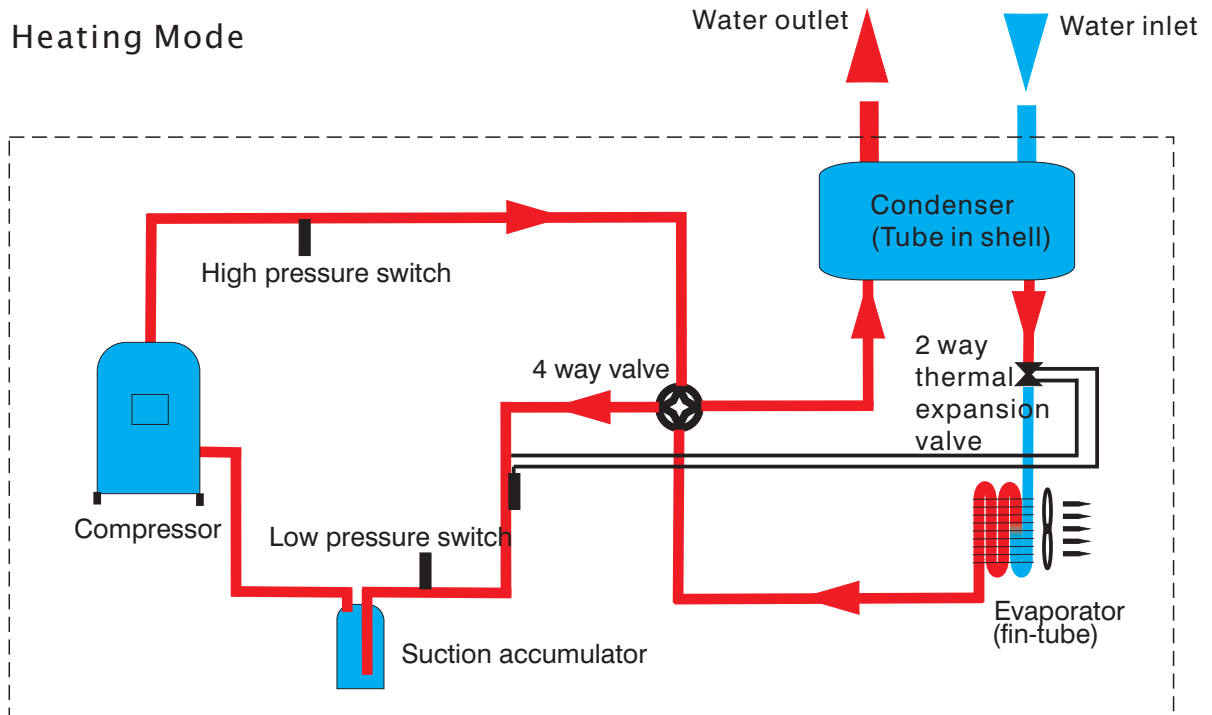 Heating Mode
Water outlet
Water inlet
Condenser
(Tube in shell)
High pressure switch
4 way valve
2 way
thermal
expansion
valve
Compressor
Low pressure switch
Evaporator
(fin-tube)
Suction accumulator